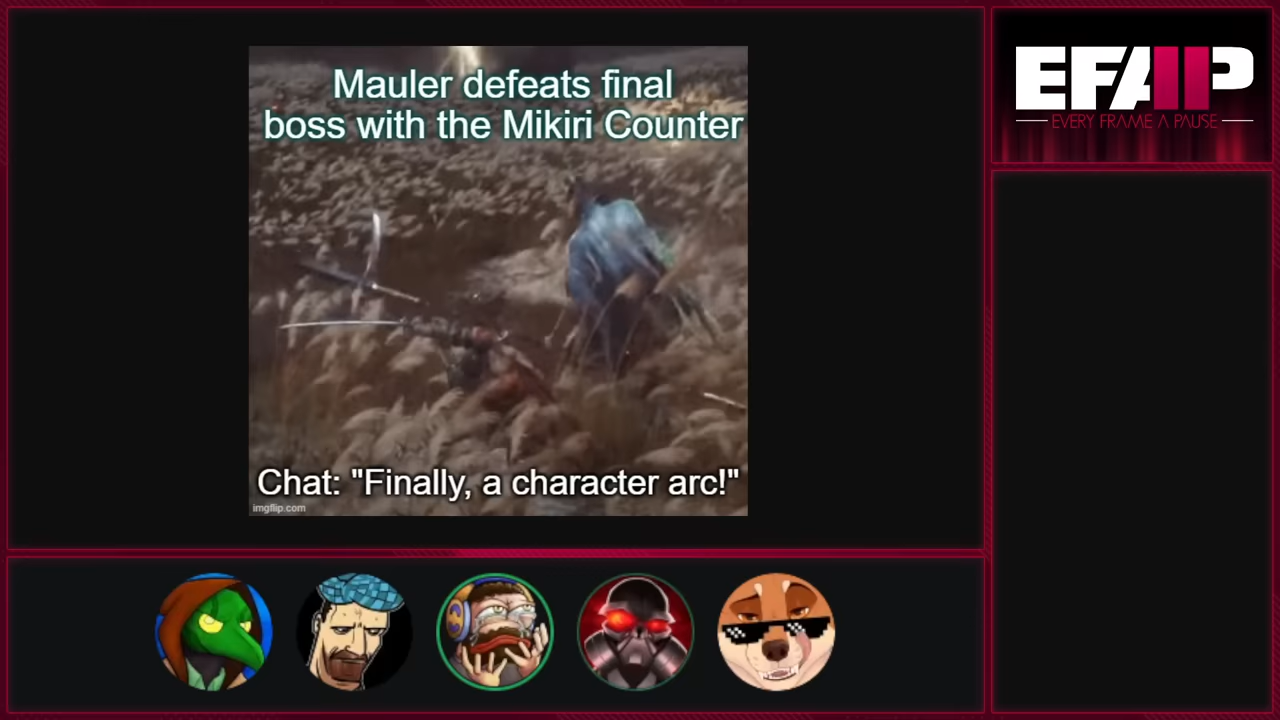 Mauler defeats final
boss with the Mikiri Counter
Chat: "Finally, a character arc!"
imgflip.com
EFAP
EVERY FRAME A PAUSE